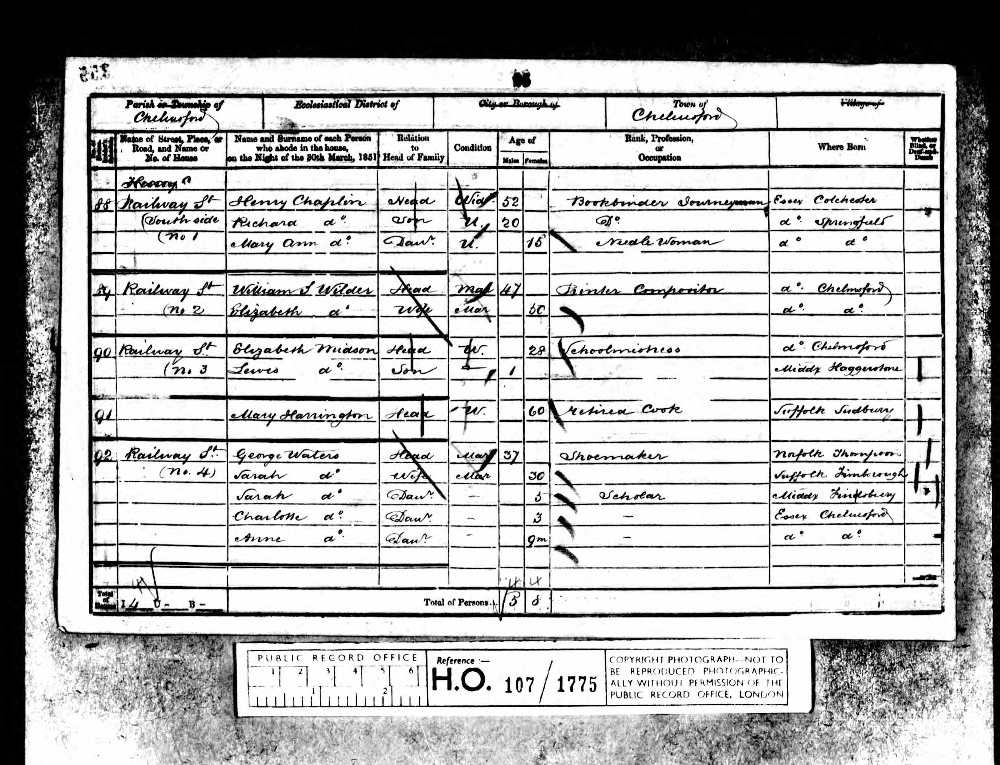 355
Parish or Township of
Chelmsford
Ecclesiastical District of
City or Borough of
Town of
Chelmsford
Village of
Name of Street, Place, or Road, and Name or No. of House
Name and Surname of each Person who abode in the house, on the Night of the 30th March, 1851
Relation to Head of Family
Condition
Age of
Males Females
Rank, Profession, or Occupation
Where Born
Whether Blind, or Deaf-and-Dumb
88 Railway St Henry Chaplin Head Widr. 52 Bookbinder Journeyman Essex Colchester
(South side Richard do. Son U. 20 Do. do. Springfield
(No 1 Mary Ann do. Daur. U. 15 Needle Woman do do
Railway St William S Wilder Head Mar 47 Printer Compositor do. Chelmsford
(No 2 Elizabeth do Wife Mar 50 do. do.
90 Railway St. Elizabeth Midson Head W. 28 Schoolmistress do. Chelmsford
(No 3 Lewis do. Son — 1 — Middx Haggerstone
91 Mary Harrington Head W. 60 retired Cook Suffolk Sudbury
92 Railway St. George Waters Head Mar 37 Shoemaker Norfolk Thompson
(No. 4) Sarah do Wife Mar 30 Suffolk Finborough
Sarah do Daur. – 5 Scholar Middx Findsbury
Charlotte do. Daur. – 3 – Essex Chelmsford
Anne do. Daur. – 9m – do do.
4 4
Total of Houses I 4 U - B - Total of Persons... 5 8
PUBLIC RECORD OFFICE
1 2 3 4 5 6
1 2
Reference :—
H.O. 107 / 1775
COPYRIGHT PHOTOGRAPH—NOT TO
BE REPRODUCED PHOTOGRAPHIC-
ALLY WITHOUT PERMISSION OF THE
PUBLIC RECORD OFFICE, LONDON